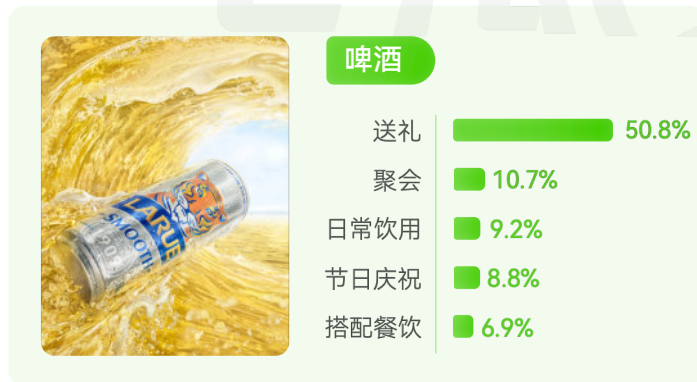 啤酒
送礼 50.8%
聚会 10.7%
日常饮用 9.2%
节日庆祝 8.8%
搭配餐饮 6.9%
LARUE
SMOOTH